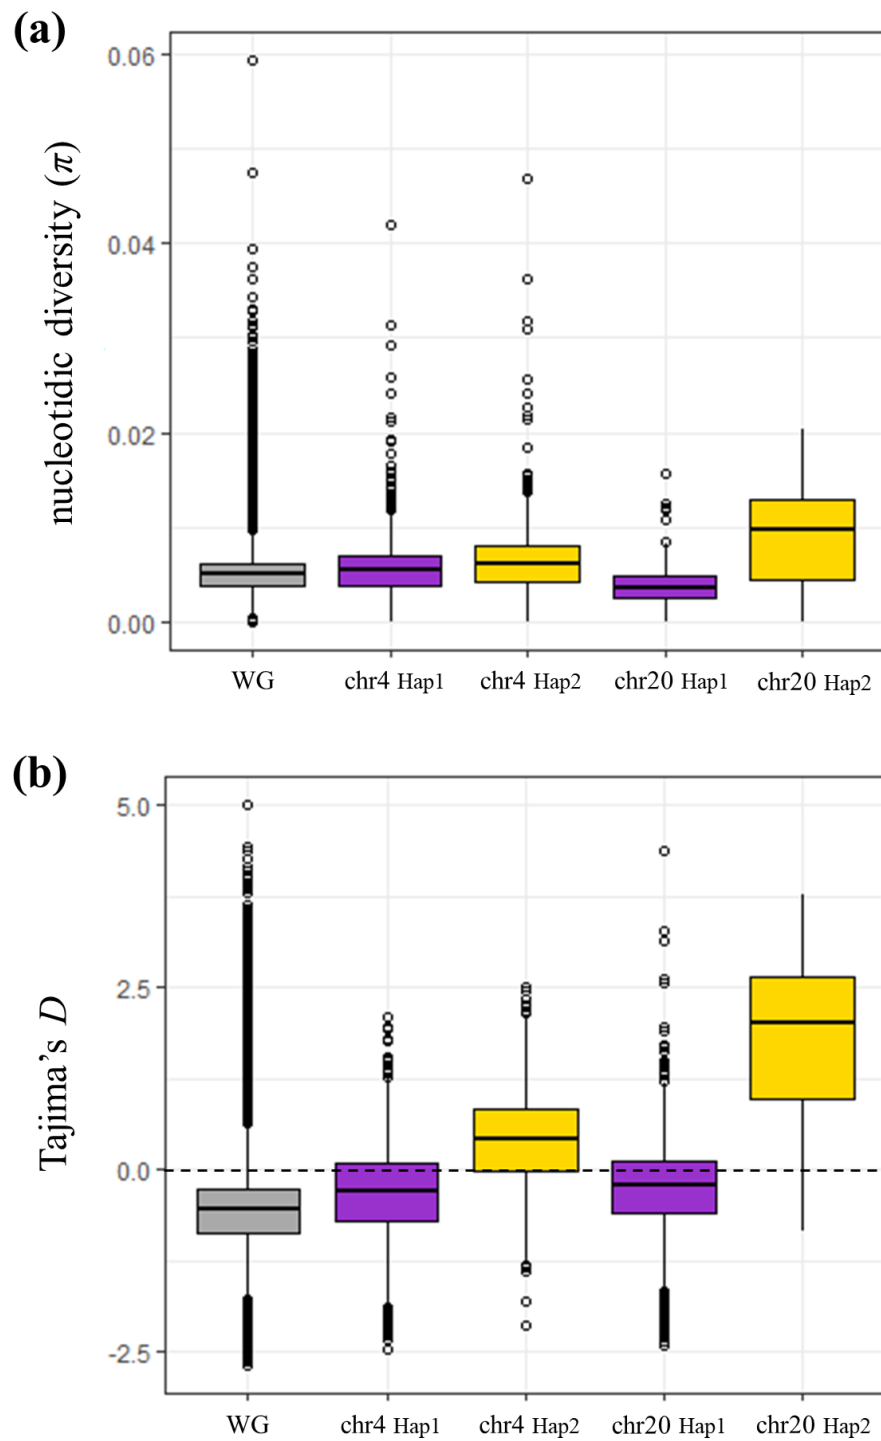 (a)
nucleotidic diversity (π)
0.06
0.04
0.02
0.00
WG chr4 Hap1 chr4 Hap2 chr20 Hap1 chr20 Hap2
(b)
Tajima's D
5.0
2.5
0.0
-2.5
WG chr4 Hap1 chr4 Hap2 chr20 Hap1 chr20 Hap2